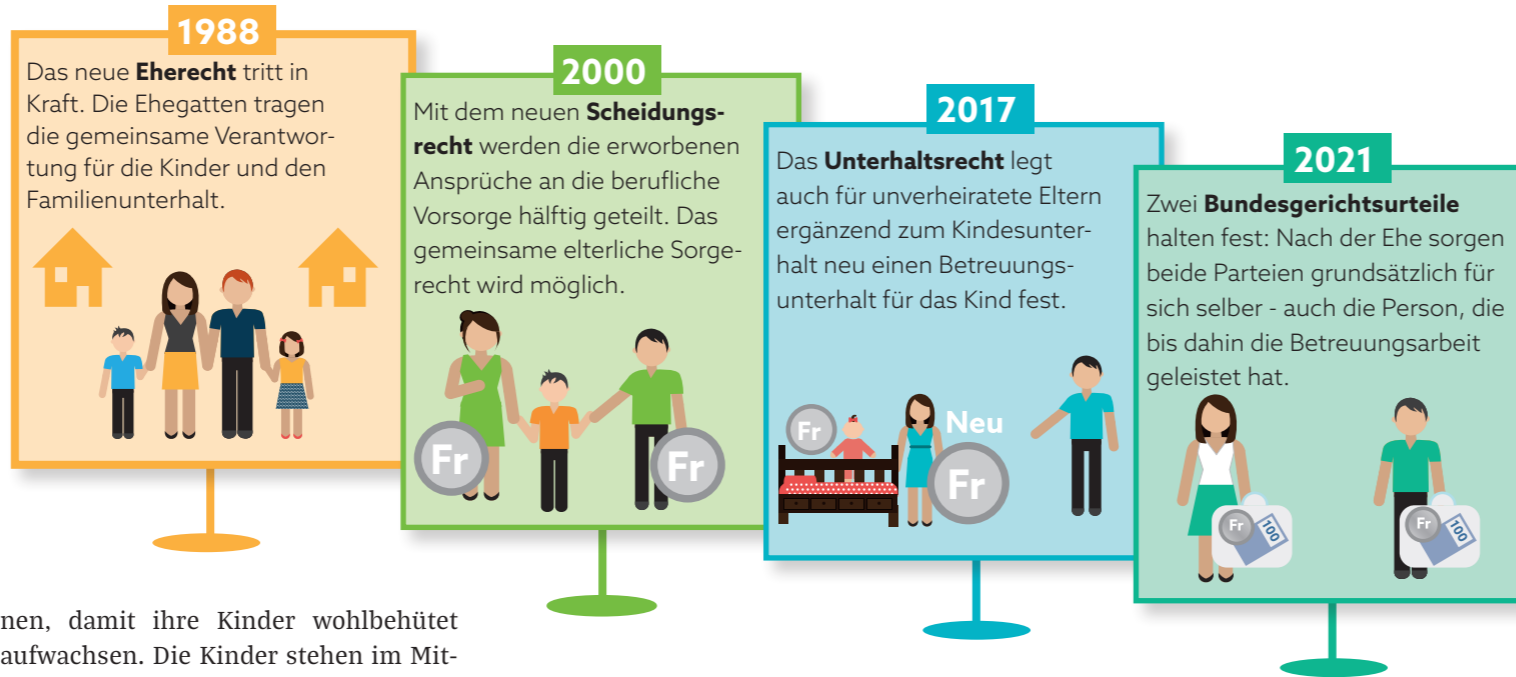 1988
Das neue Eherecht tritt in
Kraft. Die Ehegatten tragen
die gemeinsame Verantwor-
tung für die Kinder und den
Familienunterhalt.
2000
Mit dem neuen Scheidungs-
recht werden die erworbenen
Ansprüche an die berufliche
Vorsorge hälftig geteilt. Das
gemeinsame elterliche Sorge-
recht wird möglich.
Fr
Fr
2017
Das Unterhaltsrecht legt
auch für unverheiratete Eltern
ergänzend zum Kindesunter-
halt neu einen Betreuungs-
unterhalt für das Kind fest.
Fr
Neu
Fr
2021
Zwei Bundesgerichtsurteile
halten fest: Nach der Ehe sorgen
beide Parteien grundsätzlich für
sich selber - auch die Person, die
bis dahin die Betreuungsarbeit
geleistet hat.
Fr 100
Fr 100
nen, damit ihre Kinder wohlbehütet
aufwachsen. Die Kinder stehen im Mit-